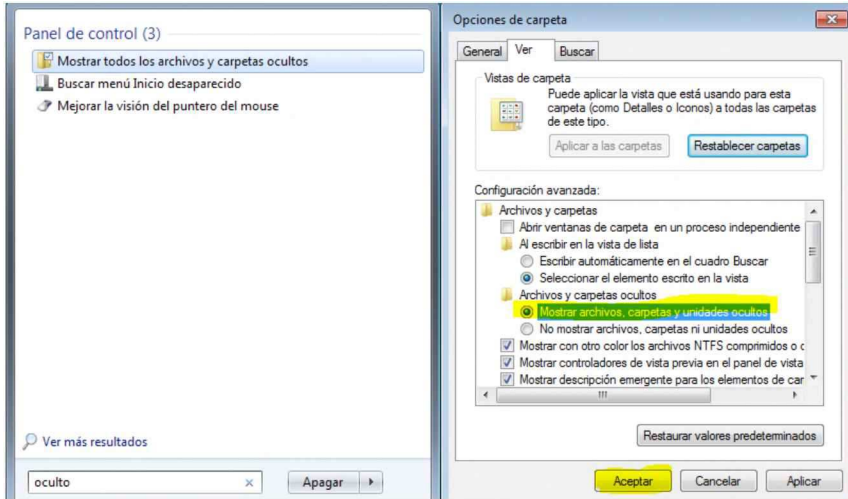 Panel de control (3)
Mostrar todos los archivos y carpetas ocultos
Buscar menú Inicio desaparecido
Mejorar la visión del puntero del mouse
Ver más resultados
oculto
Apagar
Opciones de carpeta
General
Ver
Buscar
Vistas de carpeta
Puede aplicar la vista que está usando para esta
carpeta (como Detalles o Iconos) a todas las carpetas
de este tipo.
Aplicar a las carpetas
Restablecer carpetas
Configuración avanzada:
Archivos y carpetas
Abrir ventanas de carpeta en un proceso independiente
Al escribir en la vista de lista
Escribir automáticamente en el cuadro Buscar
Seleccionar el elemento escrito en la vista
Archivos y carpetas ocultos
Mostrar archivos, carpetas y unidades ocultos
No mostrar archivos, carpetas ni unidades ocultos
Mostrar con otro color los archivos NTFS comprimidos o c
Mostrar controladores de vista previa en el panel de vista
Mostrar descripción emergente para los elementos de car
Restaurar valores predeterminados
Aceptar
Cancelar
Aplicar